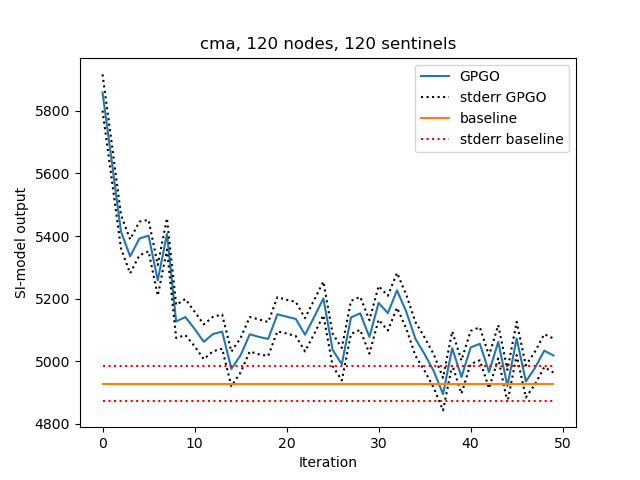 cma, 120 nodes, 120 sentinels
GPGO
stderr GPGO
baseline
stderr baseline
SI-model output
5800
5600
5400
5200
5000
4800
0 10 20 30 40 50
Iteration